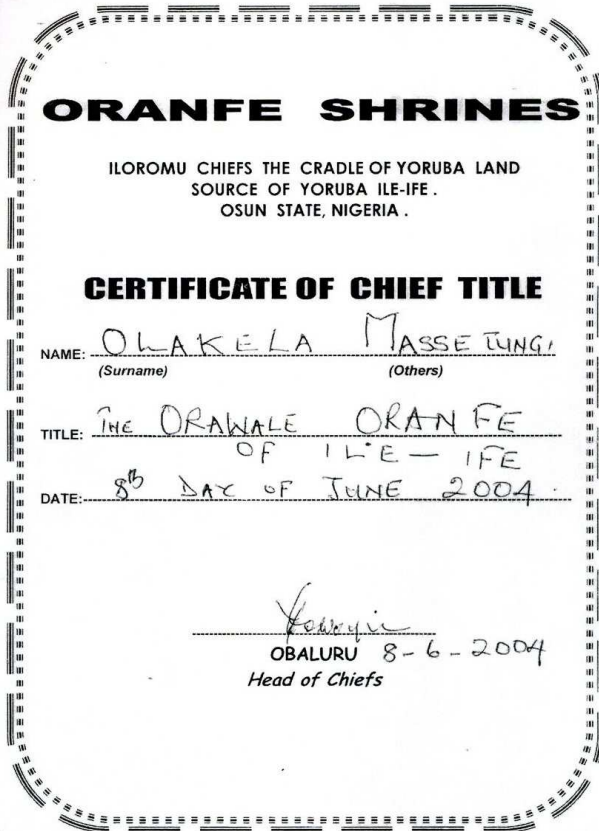 ORANFE SHRINES
ILOROMU CHIEFS THE CRADLE OF YORUBA LAND
SOURCE OF YORUBA ILE-IFE .
OSUN STATE, NIGERIA .
CERTIFICATE OF CHIEF TITLE
NAME: OLAKELA MASSETUNGI
(Surname) (Others)
TITLE: THE ORAWALE ORANFE
OF ILE - IFE
DATE: 8th DAY OF JUNE 2004.
OBALURU 8-6-2004
Head of Chiefs